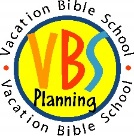 Vacation Bible School
VBS
Planning
Vacation Bible School